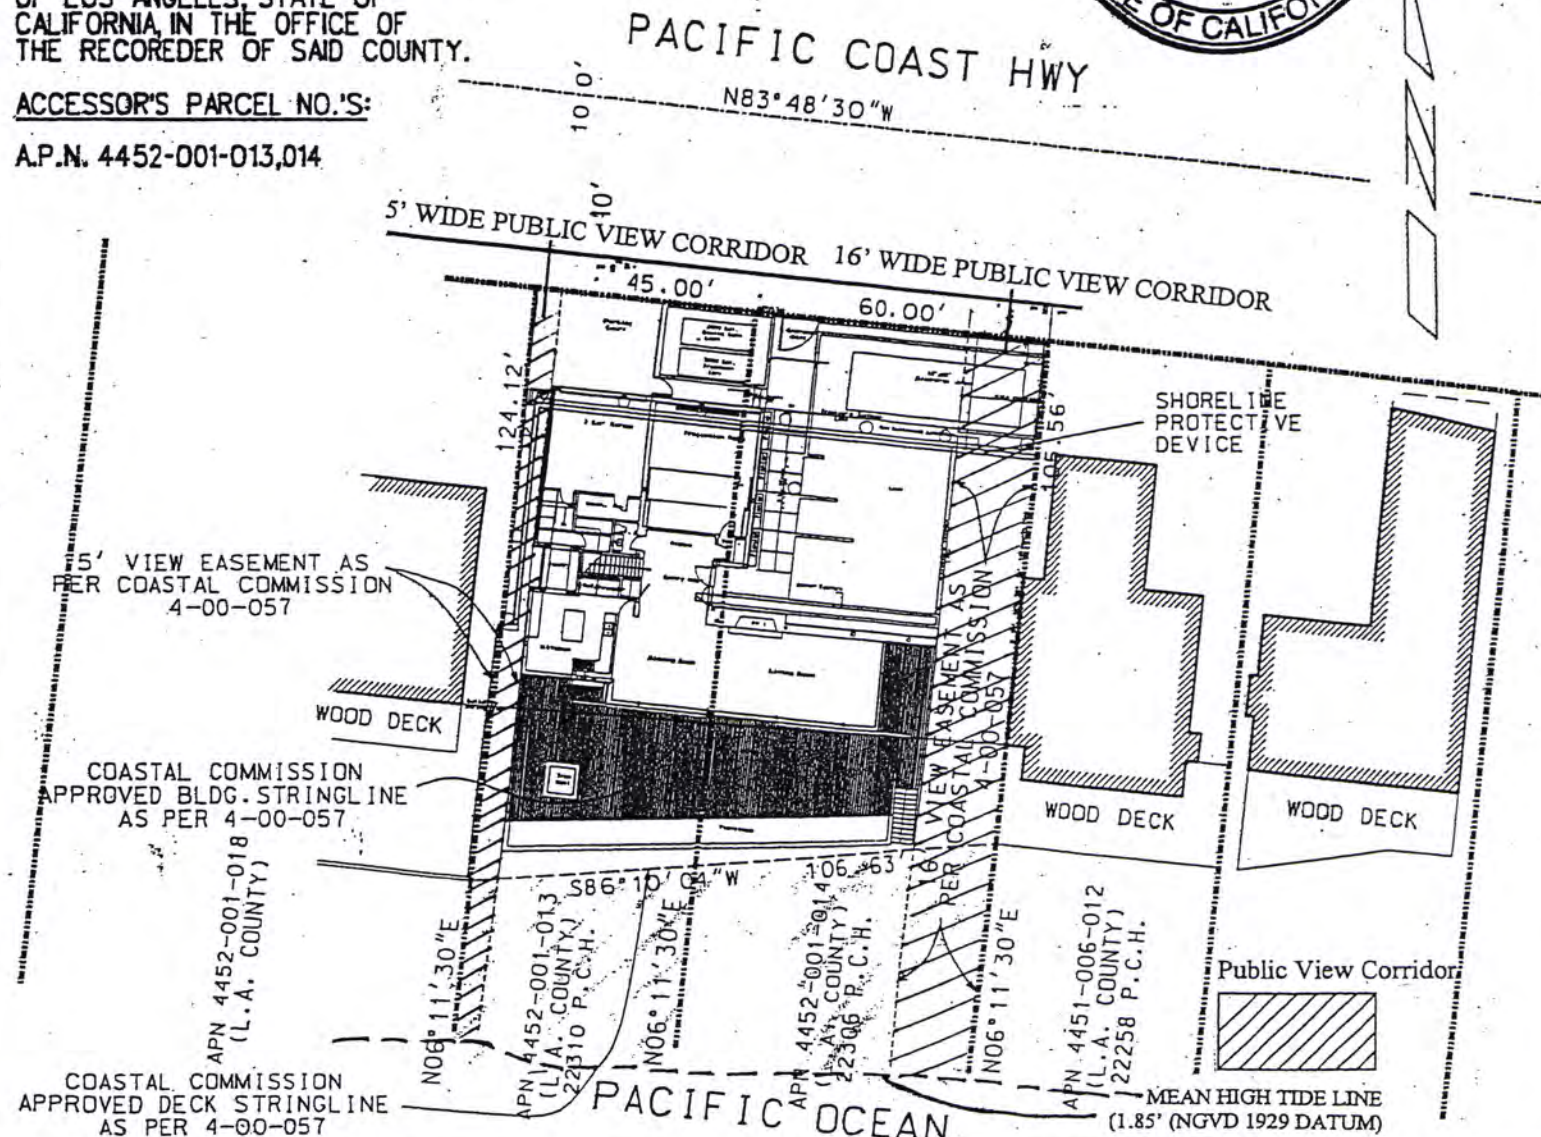 OF LOS ANGELES, STATE OF
CALIFORNIA, IN THE OFFICE OF
THE RECOREDER OF SAID COUNTY.
ACCESSOR'S PARCEL NO.'S:
A.P.N. 4452-001-013,014
E OF CALIFO
PACIFIC COAST HWY
N83°48'30"W
10'
5' WIDE PUBLIC VIEW CORRIDOR
16' WIDE PUBLIC VIEW CORRIDOR
45.00'
60.00'
124.12'
105.56'
SHORELINE
PROTECTIVE
DEVICE
5' VIEW EASEMENT AS
PER COASTAL COMMISSION
4-00-057
16' VIEW EASEMENT AS
PER COASTAL COMMISSION
4-00-057
WOOD DECK
COASTAL COMMISSION
APPROVED BLDG. STRINGLINE
AS PER 4-00-057
WOOD DECK
WOOD DECK
S86°10'04"W
106.63
APN 4452-001-018
(L.A. COUNTY)
N06°11'30"E
APN 4452-001-013
(L.A. COUNTY)
22310 P.C.H.
N06°11'30"E
APN 4452-001-014
(L.A. COUNTY)
22306 P.C.H.
N06°11'30"E
APN 4451-006-012
(L.A. COUNTY)
22258 P.C.H.
Public View Corridor
COASTAL COMMISSION
APPROVED DECK STRINGLINE
AS PER 4-00-057
PACIFIC OCEAN
MEAN HIGH TIDE LINE
(1.85' (NGVD 1929 DATUM)